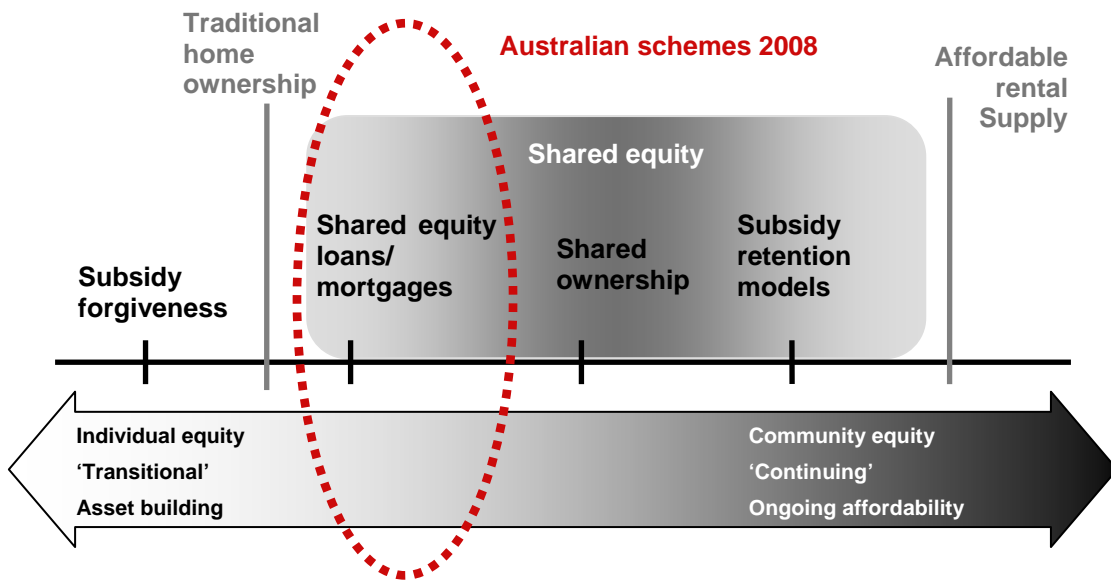 Traditional
home
ownership
Australian schemes 2008
Affordable
rental
Supply
Shared equity
Shared equity
loans/
mortgages
Shared
ownership
Subsidy
retention
models
Subsidy
forgiveness
Individual equity
‘Transitional’
Asset building
Community equity
‘Continuing’
Ongoing affordability